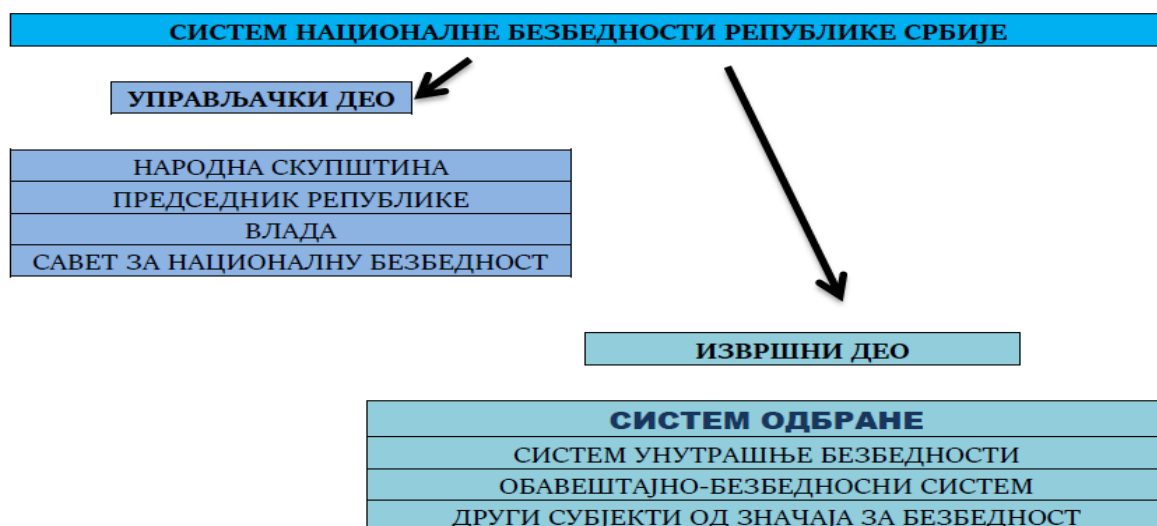 СИСТЕМ НАЦИОНАЛНЕ БЕЗБЕДНОСТИ РЕПУБЛИКЕ СРБИЈЕ
УПРАВЉАЧКИ ДЕО
НАРОДНА СКУПШТИНА
ПРЕДСЕДНИК РЕПУБЛИКЕ
ВЛАДА
САВЕТ ЗА НАЦИОНАЛНУ БЕЗБЕДНОСТ
ИЗВРШНИ ДЕО
СИСТЕМ ОДБРАНЕ
СИСТЕМ УНУТРАШЊЕ БЕЗБЕДНОСТИ
ОБАВЕШТАЈНО-БЕЗБЕДНОСНИ СИСТЕМ
ДРУГИ СУБЈЕКТИ ОД ЗНАЧАЈА ЗА БЕЗБЕДНОСТ